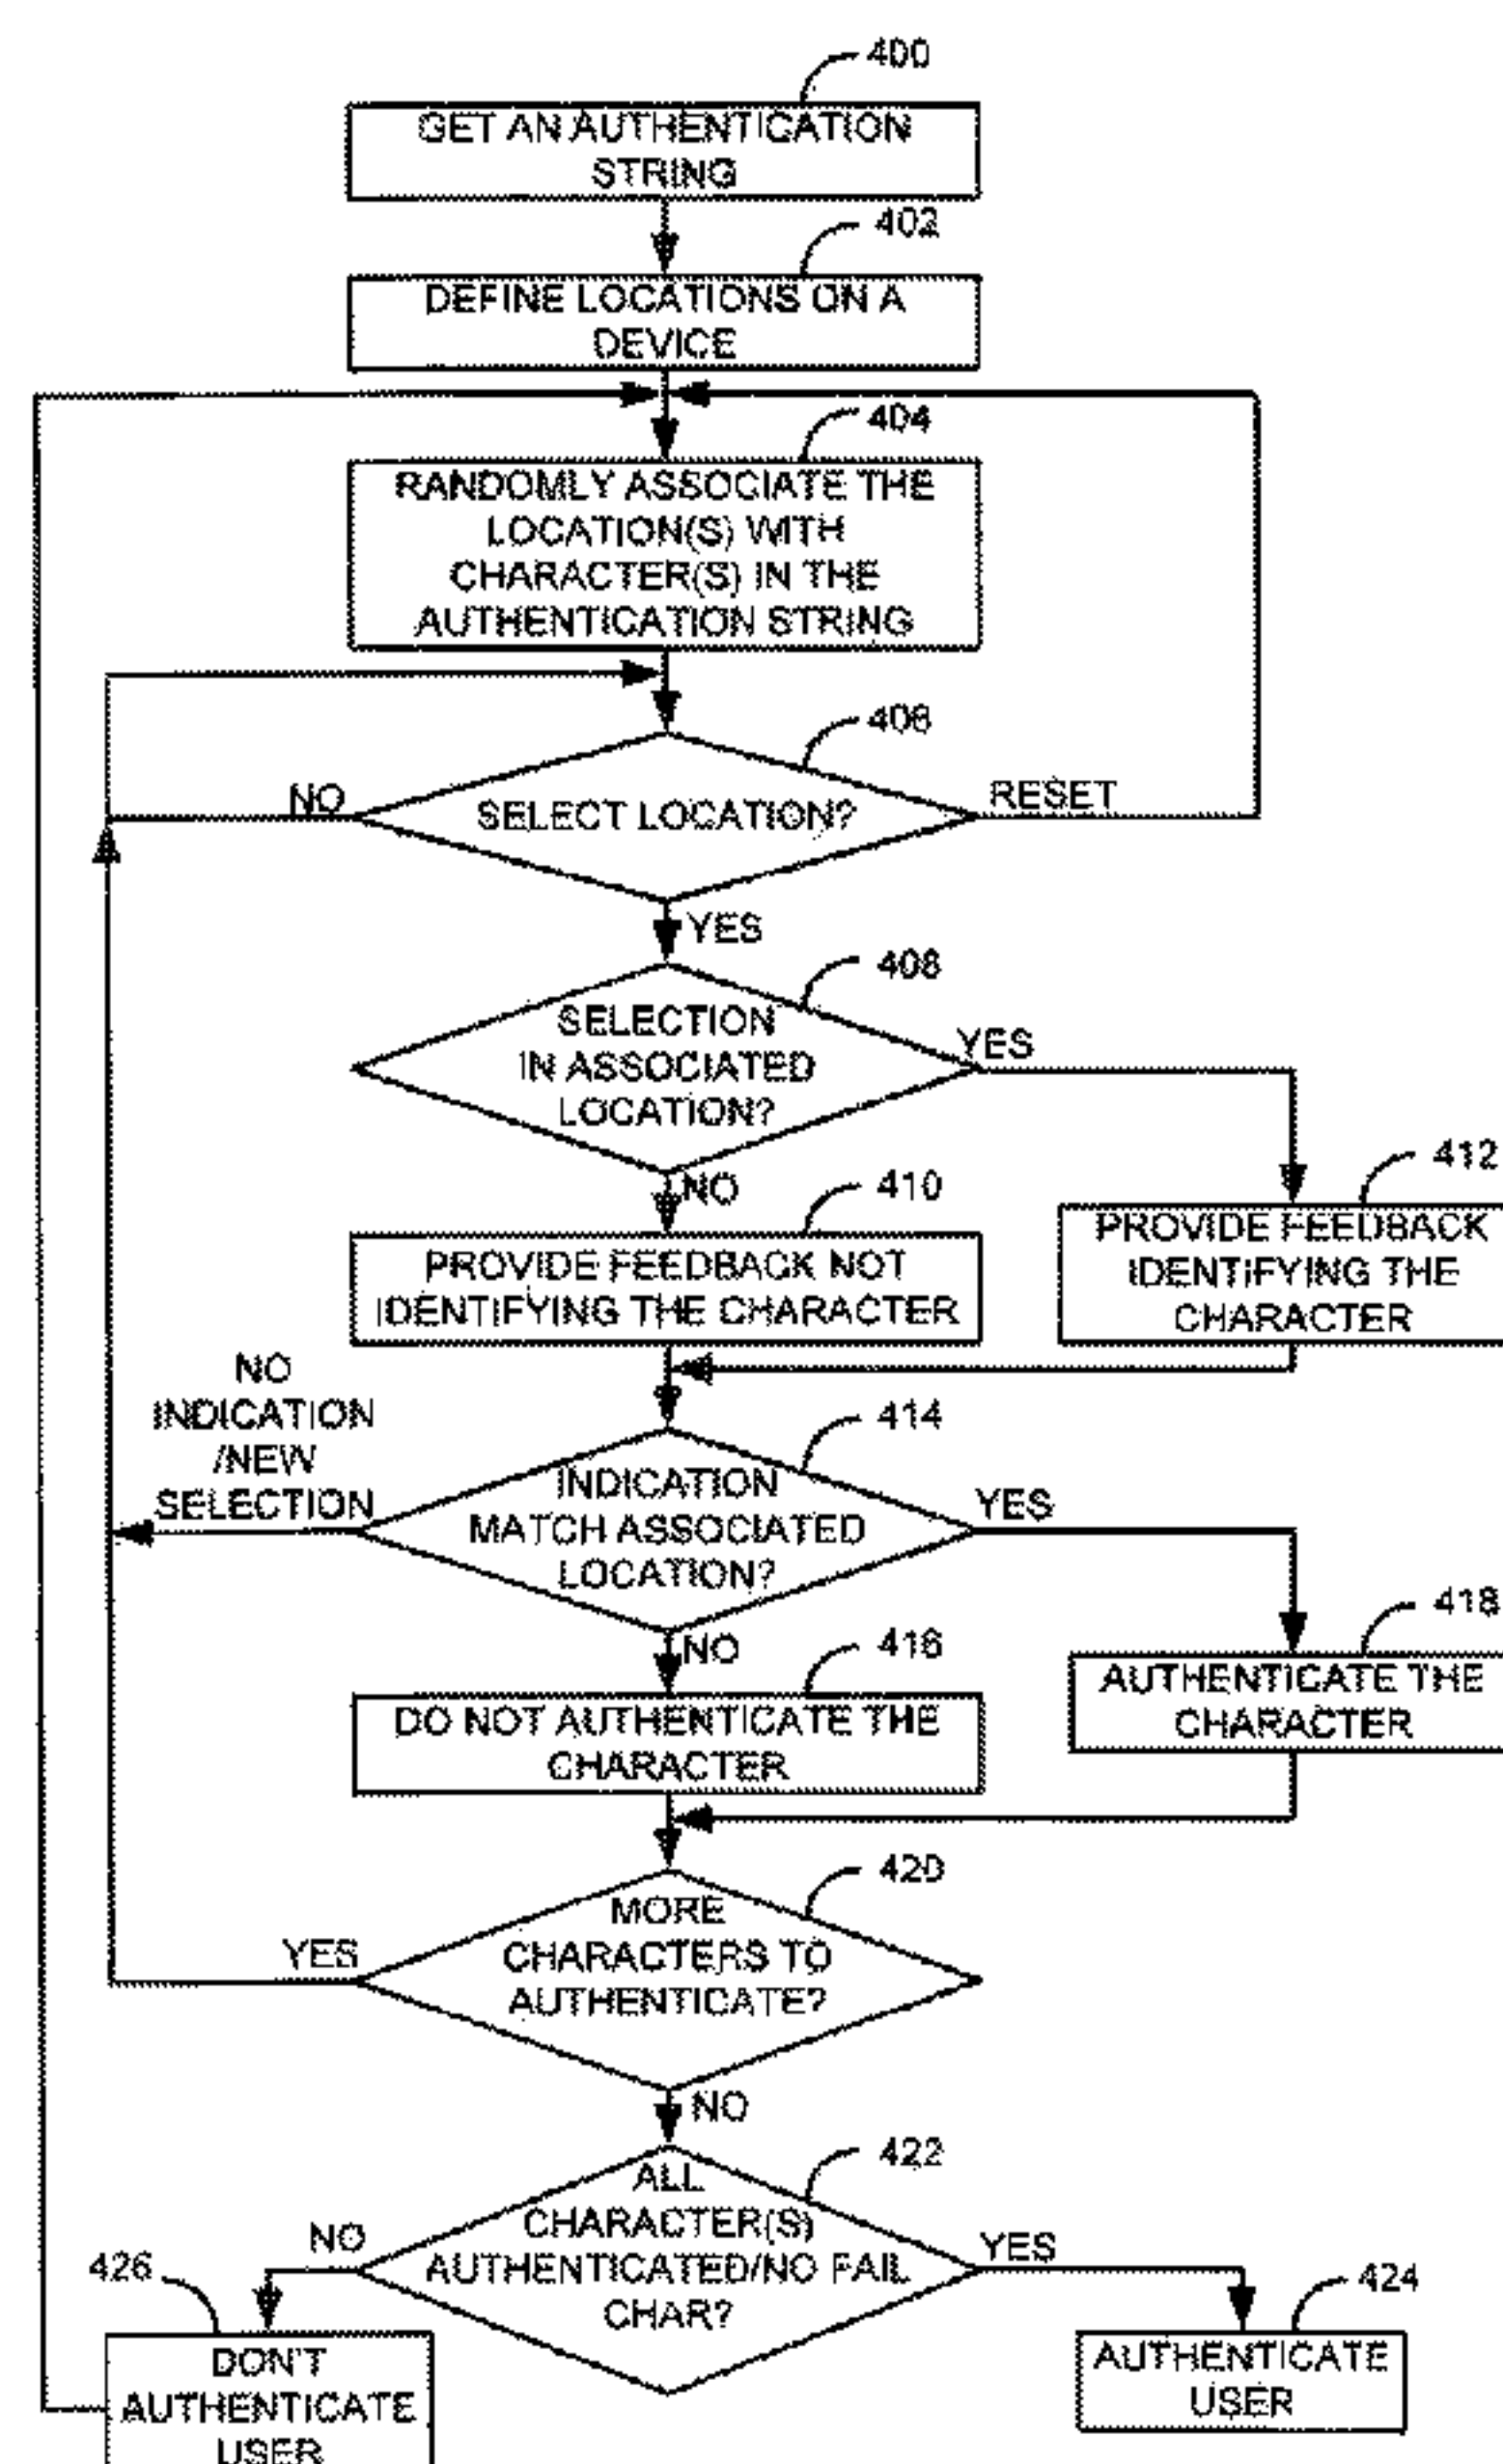 400
GET AN AUTHENTICATION
STRING
402
DEFINE LOCATIONS ON A
DEVICE
404
RANDOMLY ASSOCIATE THE
LOCATION(S) WITH
CHARACTER(S) IN THE
AUTHENTICATION STRING
406
NO
SELECT LOCATION?
RESET
YES
408
SELECTION
IN ASSOCIATED
LOCATION?
YES
NO
410
PROVIDE FEEDBACK NOT
IDENTIFYING THE CHARACTER
412
PROVIDE FEEDBACK
IDENTIFYING THE
CHARACTER
NO
INDICATION
/NEW
SELECTION
414
INDICATION
MATCH ASSOCIATED
LOCATION?
YES
NO
416
DO NOT AUTHENTICATE THE
CHARACTER
418
AUTHENTICATE THE
CHARACTER
420
MORE
CHARACTERS TO
AUTHENTICATE?
YES
NO
422
ALL
CHARACTER(S)
AUTHENTICATED/NO FAIL
CHAR?
NO
YES
426
DON'T
AUTHENTICATE
USER
424
AUTHENTICATE
USER